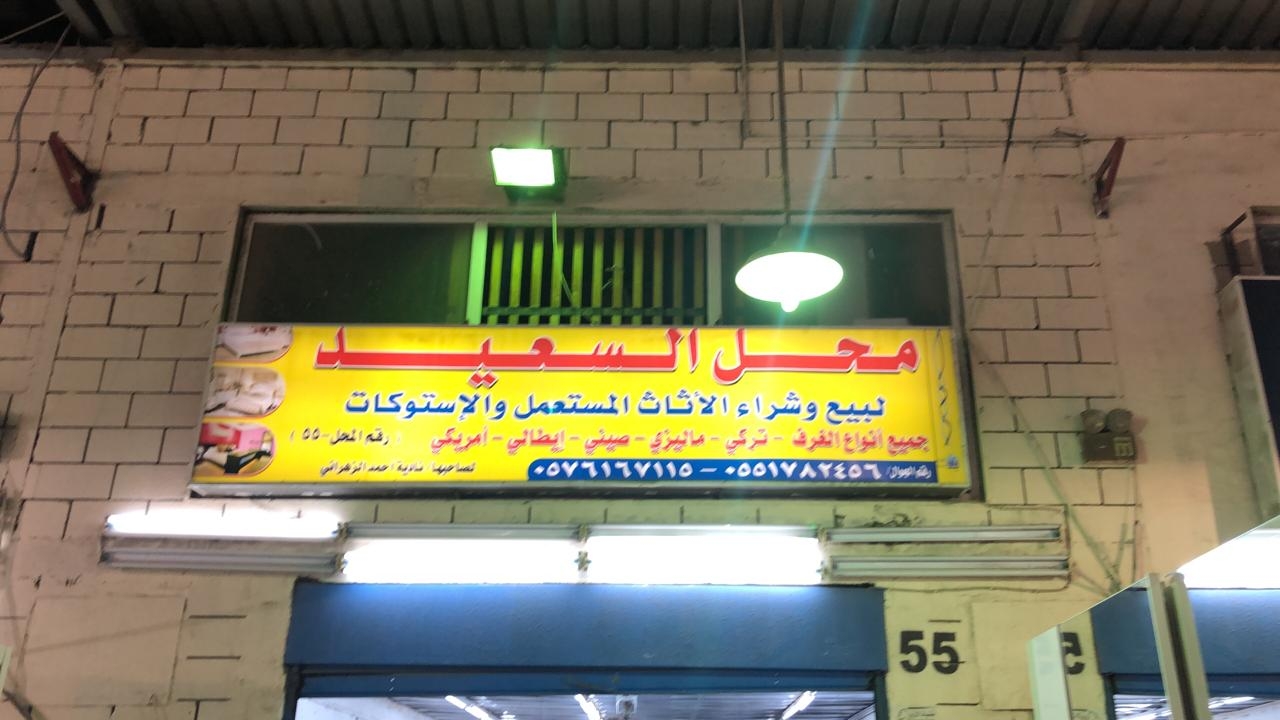 محل السعيد
لبيع وشراء الأثاث المستعمل والإستوكات
جميع أنواع الغرف - تركي - ماليزي - صيني - إيطالي - أمريكي ( رقم المحل-٥٥ )
رقم الجوال/ ٠٥٥١٧٨٢٤٥٦ - ٠٥٧٦١٦٧١١٥
لصاحبها/ نادية احمد الزهراني
55